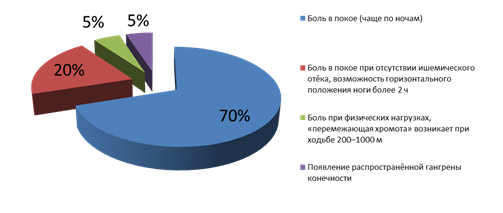 5%
5%
20%
70%
Боль в покое (чаще по ночам)
Боль в покое при отсутствии ишемического
отёка, возможность горизонтального
положения ноги более 2 ч
Боль при физических нагрузках,
«перемежающая хромота» возникает при
ходьбе 200–1000 м
Появление распространённой гангрены
конечности